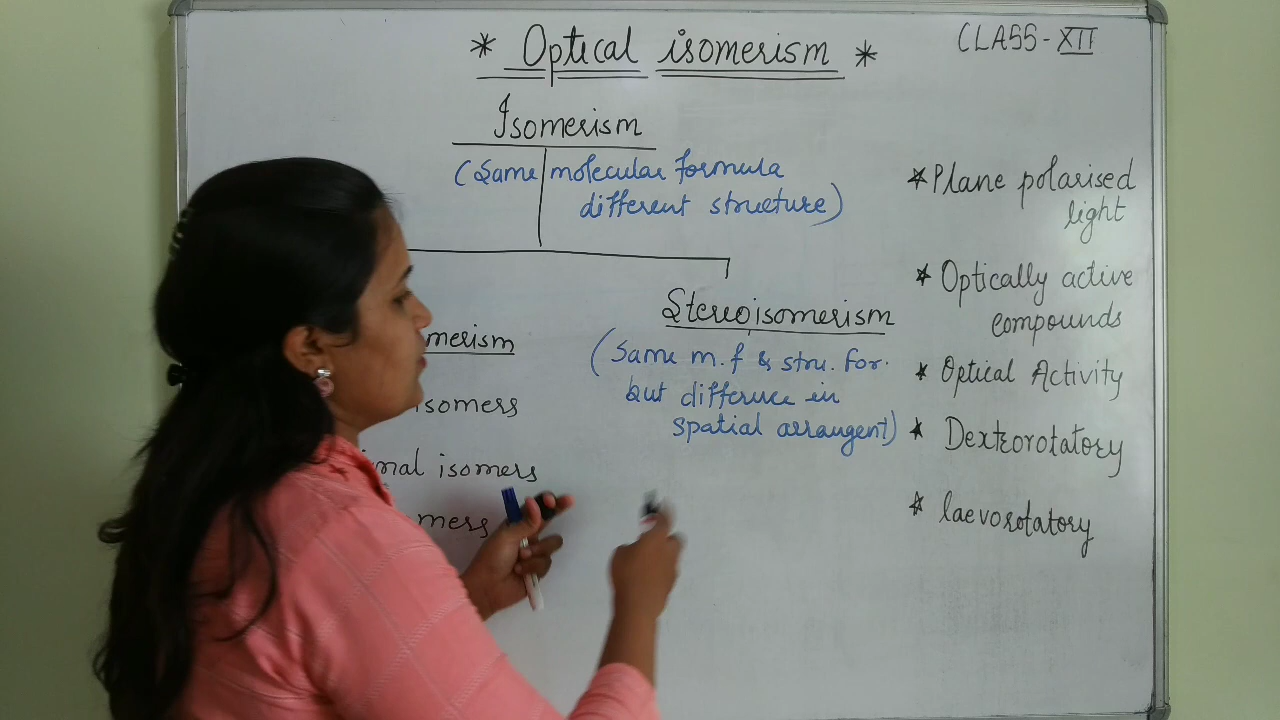 * Optical isomerism *
CLASS - XII
Isomerism
(Same molecular formula
different structure)
merism
isomers
nal isomers
mers
Stereoisomerism
(Same m.f & stru. for.
but difference in
spatial arrangent)
* Plane polarised
light
* Optically active
compounds
* Optical Activity
* Dextrorotatory
* laevorotatory